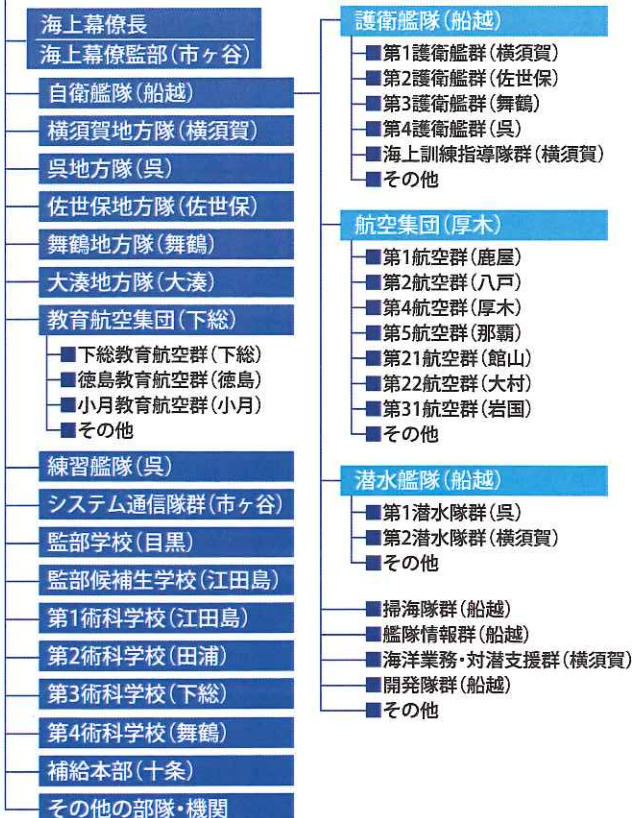 海上幕僚長
海上幕僚監部(市ヶ谷)
自衛艦隊(船越)
横須賀地方隊(横須賀)
呉地方隊(呉)
佐世保地方隊(佐世保)
舞鶴地方隊(舞鶴)
大湊地方隊(大湊)
教育航空集団(下総)
■下総教育航空群(下総)
■徳島教育航空群(徳島)
■小月教育航空群(小月)
■その他
練習艦隊(呉)
システム通信隊群(市ヶ谷)
監部学校(目黒)
監部候補生学校(江田島)
第1術科学校(江田島)
第2術科学校(田浦)
第3術科学校(下総)
第4術科学校(舞鶴)
補給本部(十条)
その他の部隊・機関
護衛艦隊(船越)
■第1護衛艦群(横須賀)
■第2護衛艦群(佐世保)
■第3護衛艦群(舞鶴)
■第4護衛艦群(呉)
■海上訓練指導隊群(横須賀)
■その他
航空集団(厚木)
■第1航空群(鹿屋)
■第2航空群(八戸)
■第4航空群(厚木)
■第5航空群(那覇)
■第21航空群(館山)
■第22航空群(大村)
■第31航空群(岩国)
■その他
潜水艦隊(船越)
■第1潜水隊群(呉)
■第2潜水隊群(横須賀)
■その他
■掃海隊群(船越)
■艦隊情報群(船越)
■海洋業務・対潜支援群(横須賀)
■開発隊群(船越)
■その他